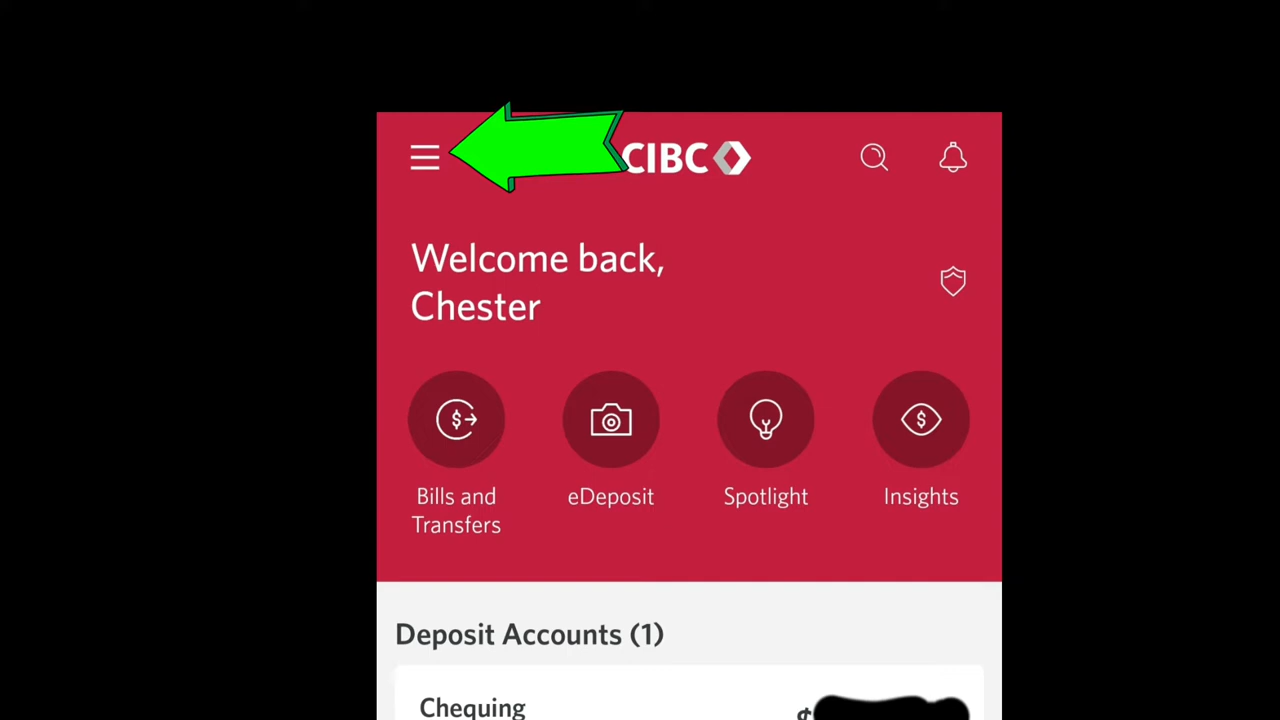 CIBC
Welcome back,
Chester
Bills and
Transfers
eDeposit
Spotlight
Insights
Deposit Accounts (1)
Chequing
$